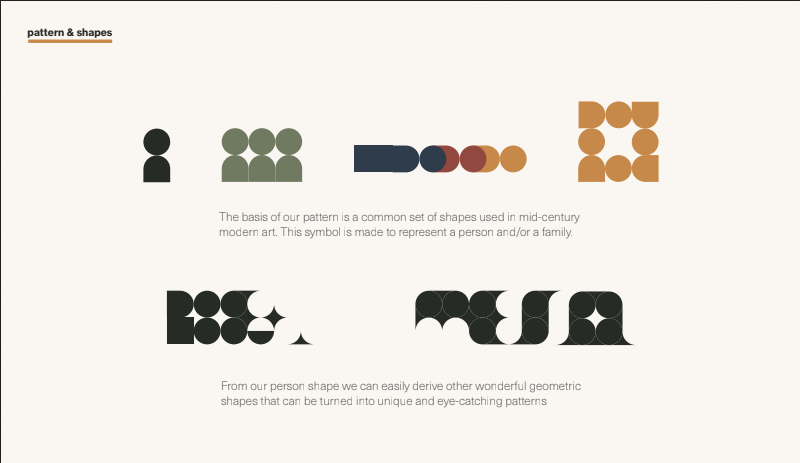 pattern & shapes
The basis of our pattern is a common set of shapes used in mid-century
modern art. This symbol is made to represent a person and/or a family.
From our person shape we can easily derive other wonderful geometric
shapes that can be turned into unique and eye-catching patterns